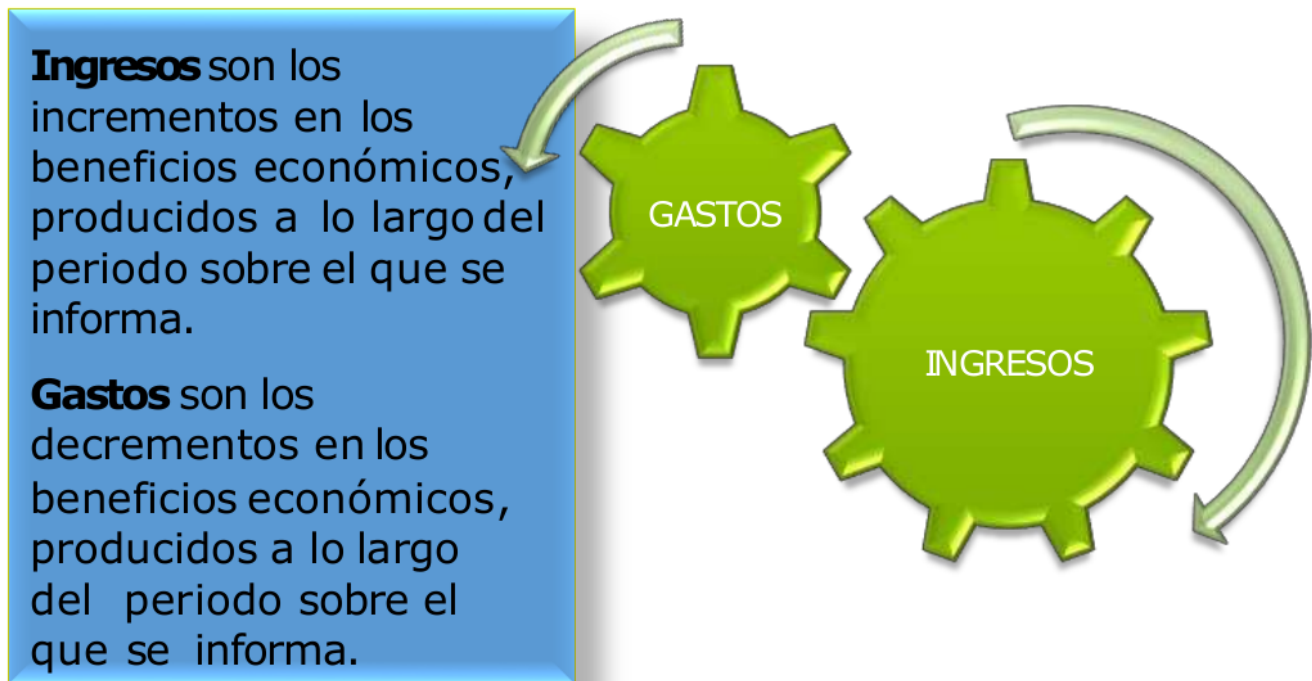 Ingresos son los
incrementos en los
beneficios económicos,
producidos a lo largo del
periodo sobre el que se
informa.
Gastos son los
decrementos en los
beneficios económicos,
producidos a lo largo
del periodo sobre el
que se informa.
GASTOS
INGRESOS